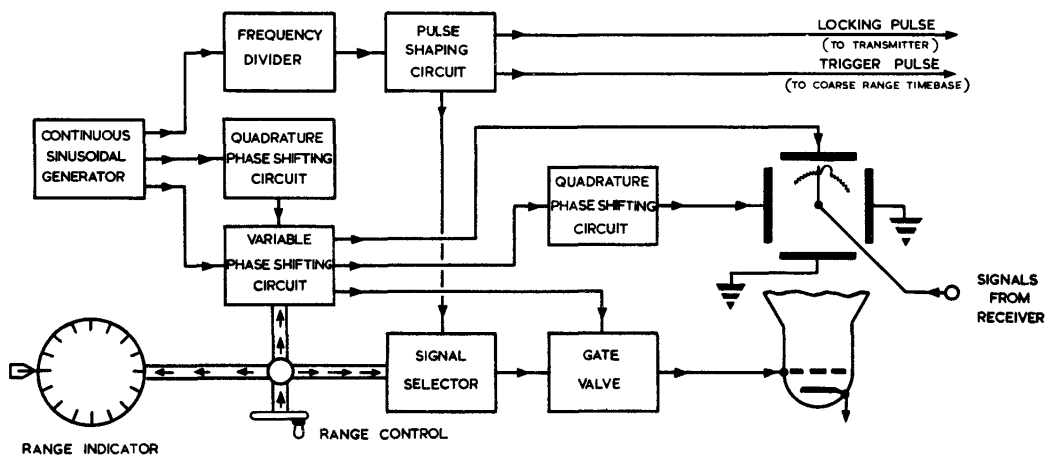 FREQUENCY
DIVIDER
PULSE
SHAPING
CIRCUIT
LOCKING PULSE
(TO TRANSMITTER)
TRIGGER PULSE
(TO COARSE RANGE TIMEBASE)
CONTINUOUS
SINUSOIDAL
GENERATOR
QUADRATURE
PHASE SHIFTING
CIRCUIT
QUADRATURE
PHASE SHIFTING
CIRCUIT
VARIABLE
PHASE SHIFTING
CIRCUIT
SIGNALS
FROM
RECEIVER
SIGNAL
SELECTOR
GATE
VALVE
RANGE CONTROL
RANGE INDICATOR